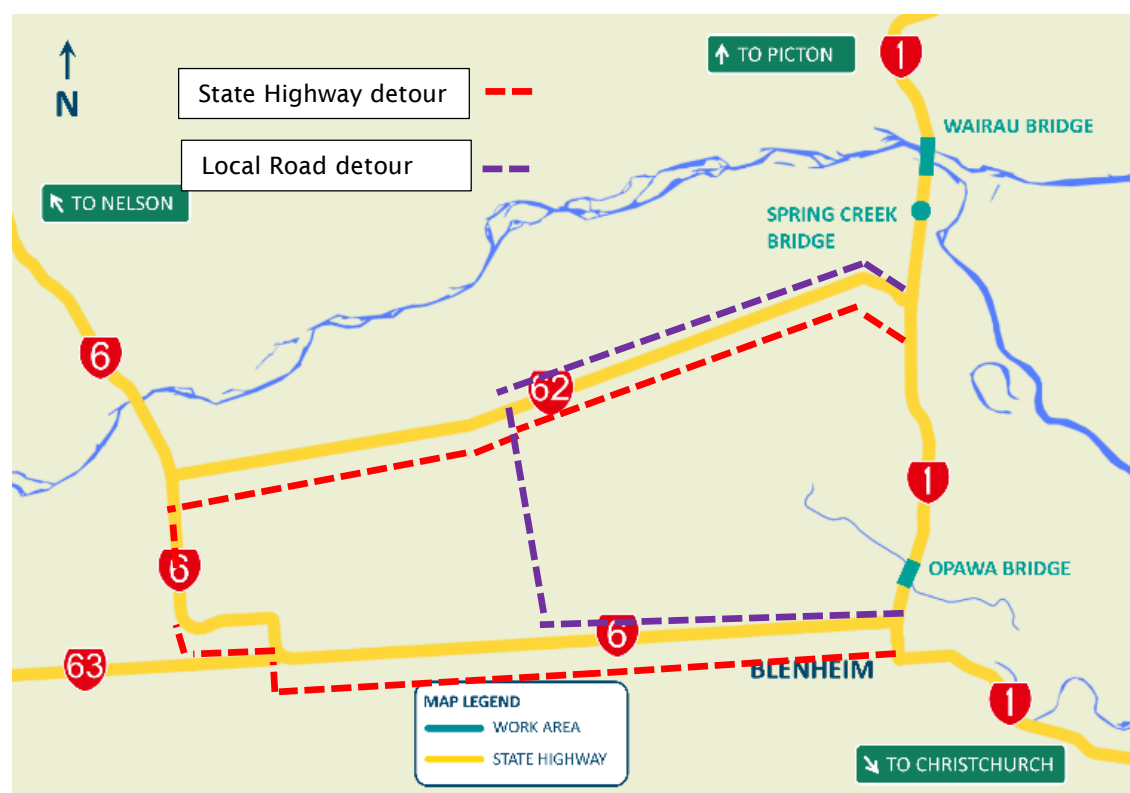 1
TO PICTON
N
State Highway detour
WAIRAU BRIDGE
Local Road detour
TO NELSON
SPRING CREEK
BRIDGE
6
62
1
6
OPAWA BRIDGE
6
63
BLENHEIM
1
MAP LEGEND
WORK AREA
STATE HIGHWAY
TO CHRISTCHURCH